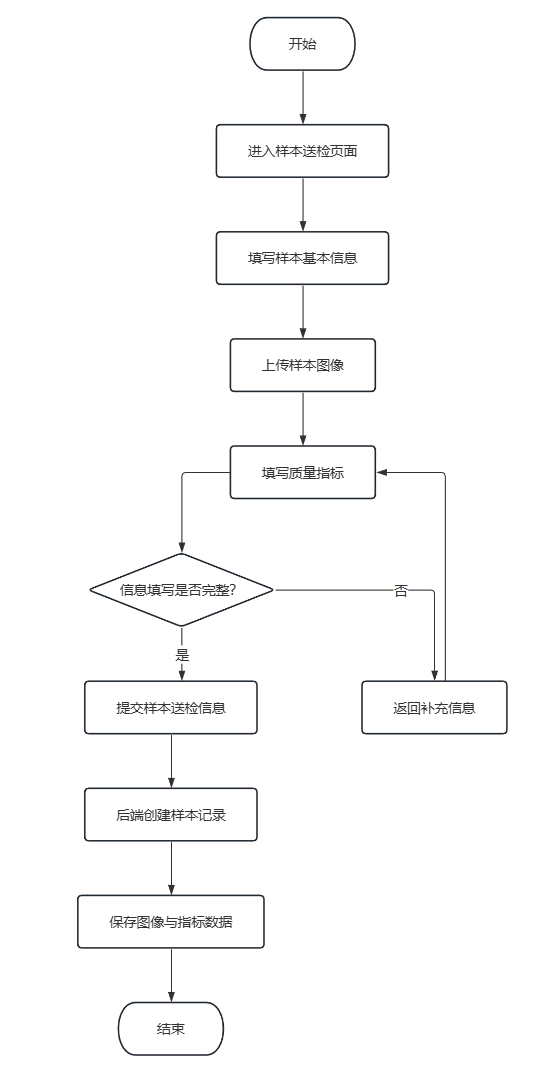 开始
进入样本送检页面
填写样本基本信息
上传样本图像
填写质量指标
信息填写是否完整？
否
是
提交样本送检信息
返回补充信息
后端创建样本记录
保存图像与指标数据
结束